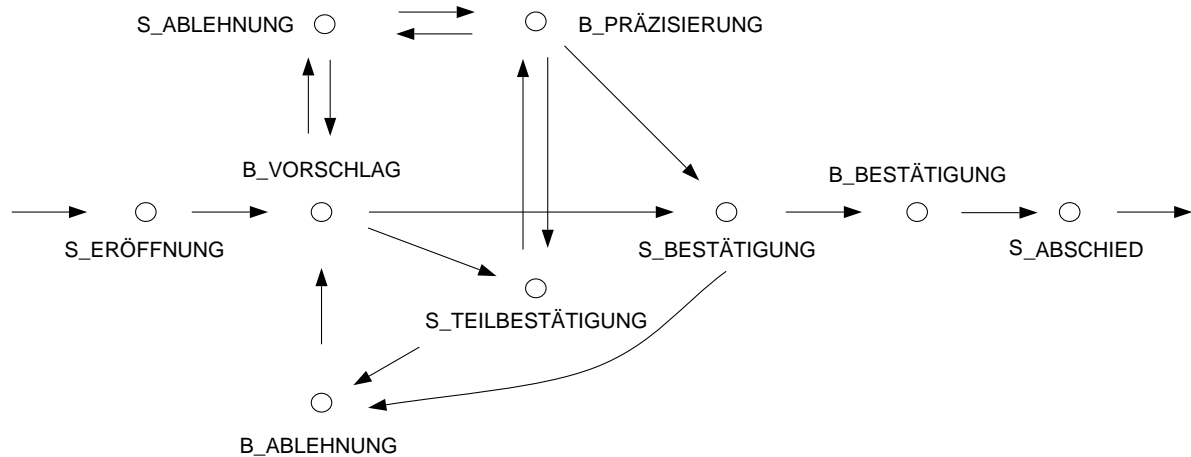 S_ABLEHNUNG
B_PRÄZISIERUNG
B_VORSCHLAG
B_BESTÄTIGUNG
S_ERÖFFNUNG
S_BESTÄTIGUNG
S_ABSCHIED
S_TEILBESTÄTIGUNG
B_ABLEHNUNG